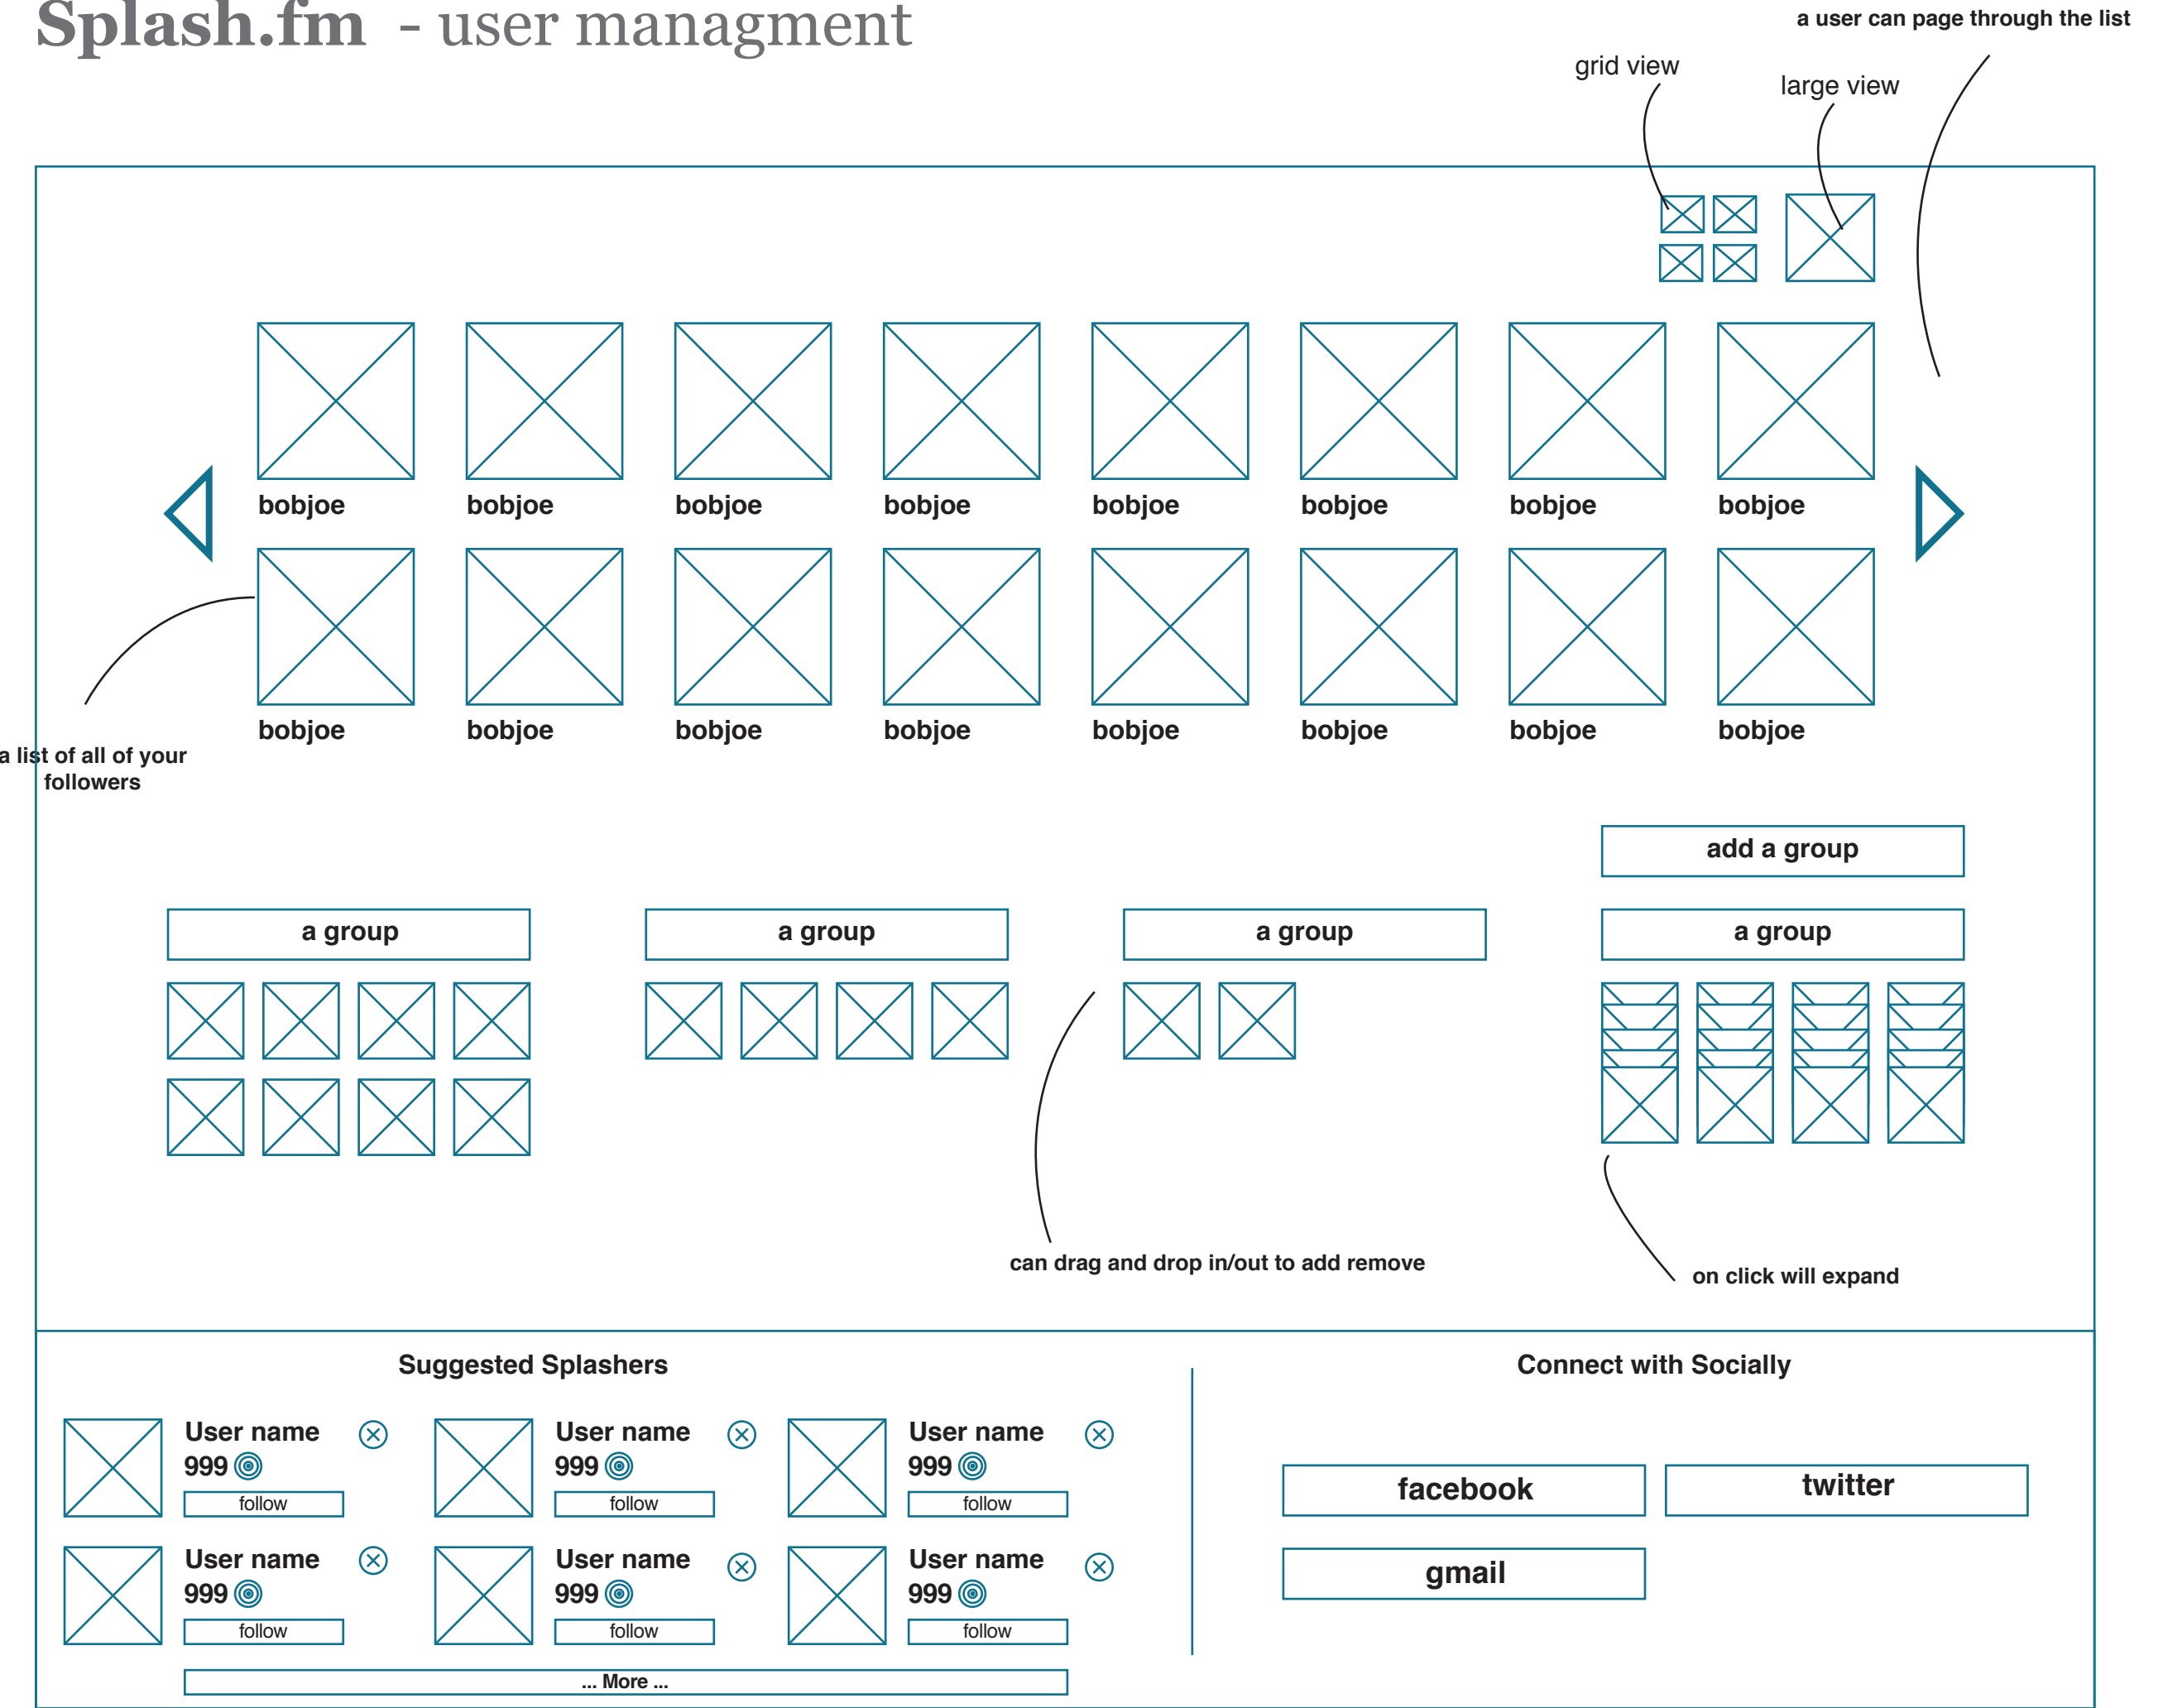 Splash.fm - user managment
a user can page through the list
grid view
large view
bobjoe bobjoe bobjoe bobjoe bobjoe bobjoe bobjoe bobjoe
bobjoe bobjoe bobjoe bobjoe bobjoe bobjoe bobjoe bobjoe
a list of all of your
followers
add a group
a group a group a group a group
can drag and drop in/out to add remove
on click will expand
Suggested Splashers
User name User name User name
999 999 999
follow follow follow
User name User name User name
999 999 999
follow follow follow
... More ...
Connect with Socially
facebook twitter
gmail